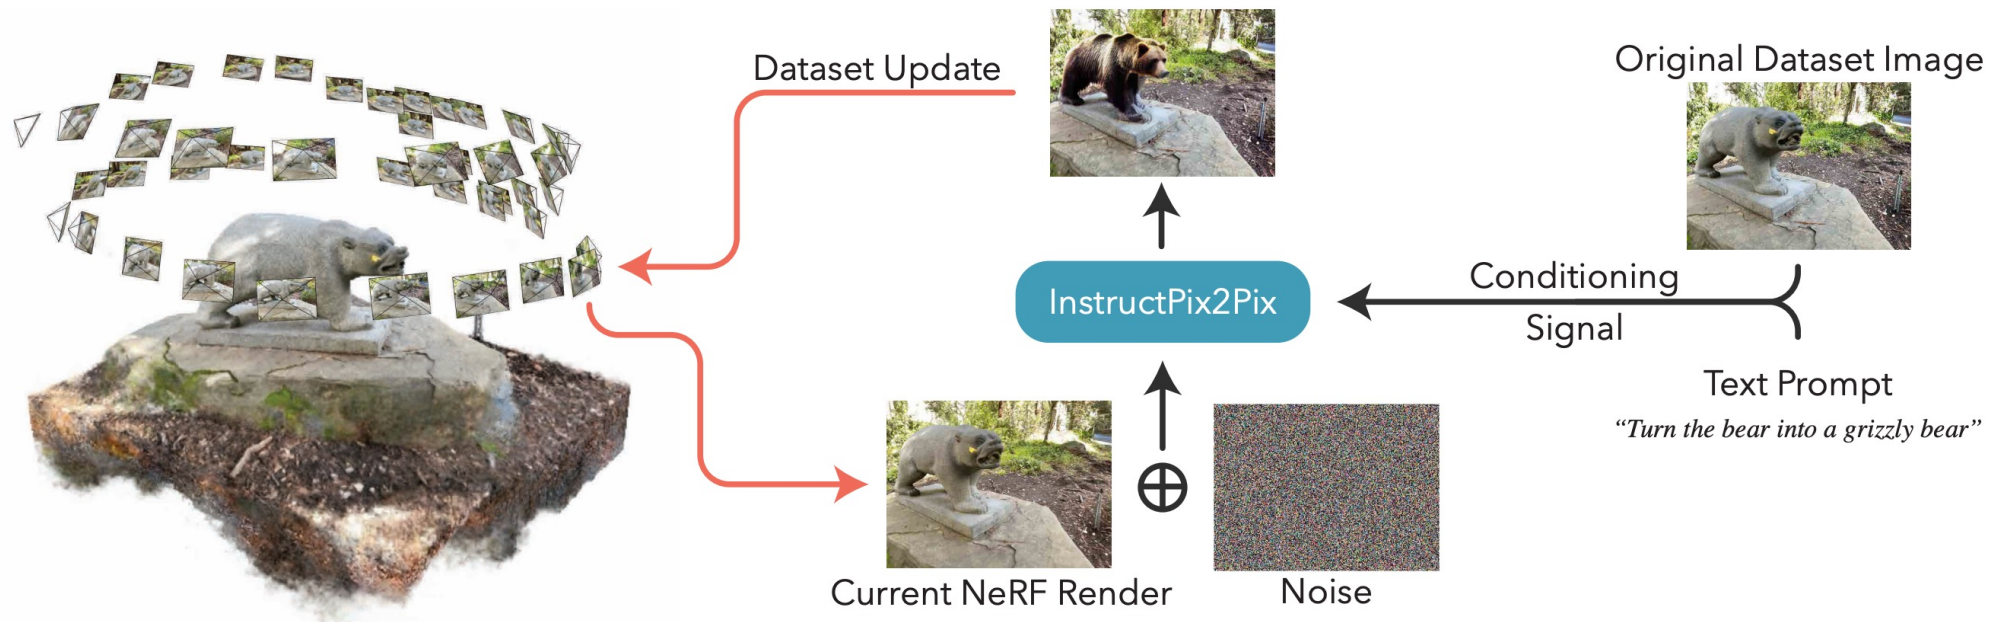 Dataset Update
Original Dataset Image
InstructPix2Pix
Conditioning
Signal
Text Prompt
“Turn the bear into a grizzly bear”
Current NeRF Render
Noise